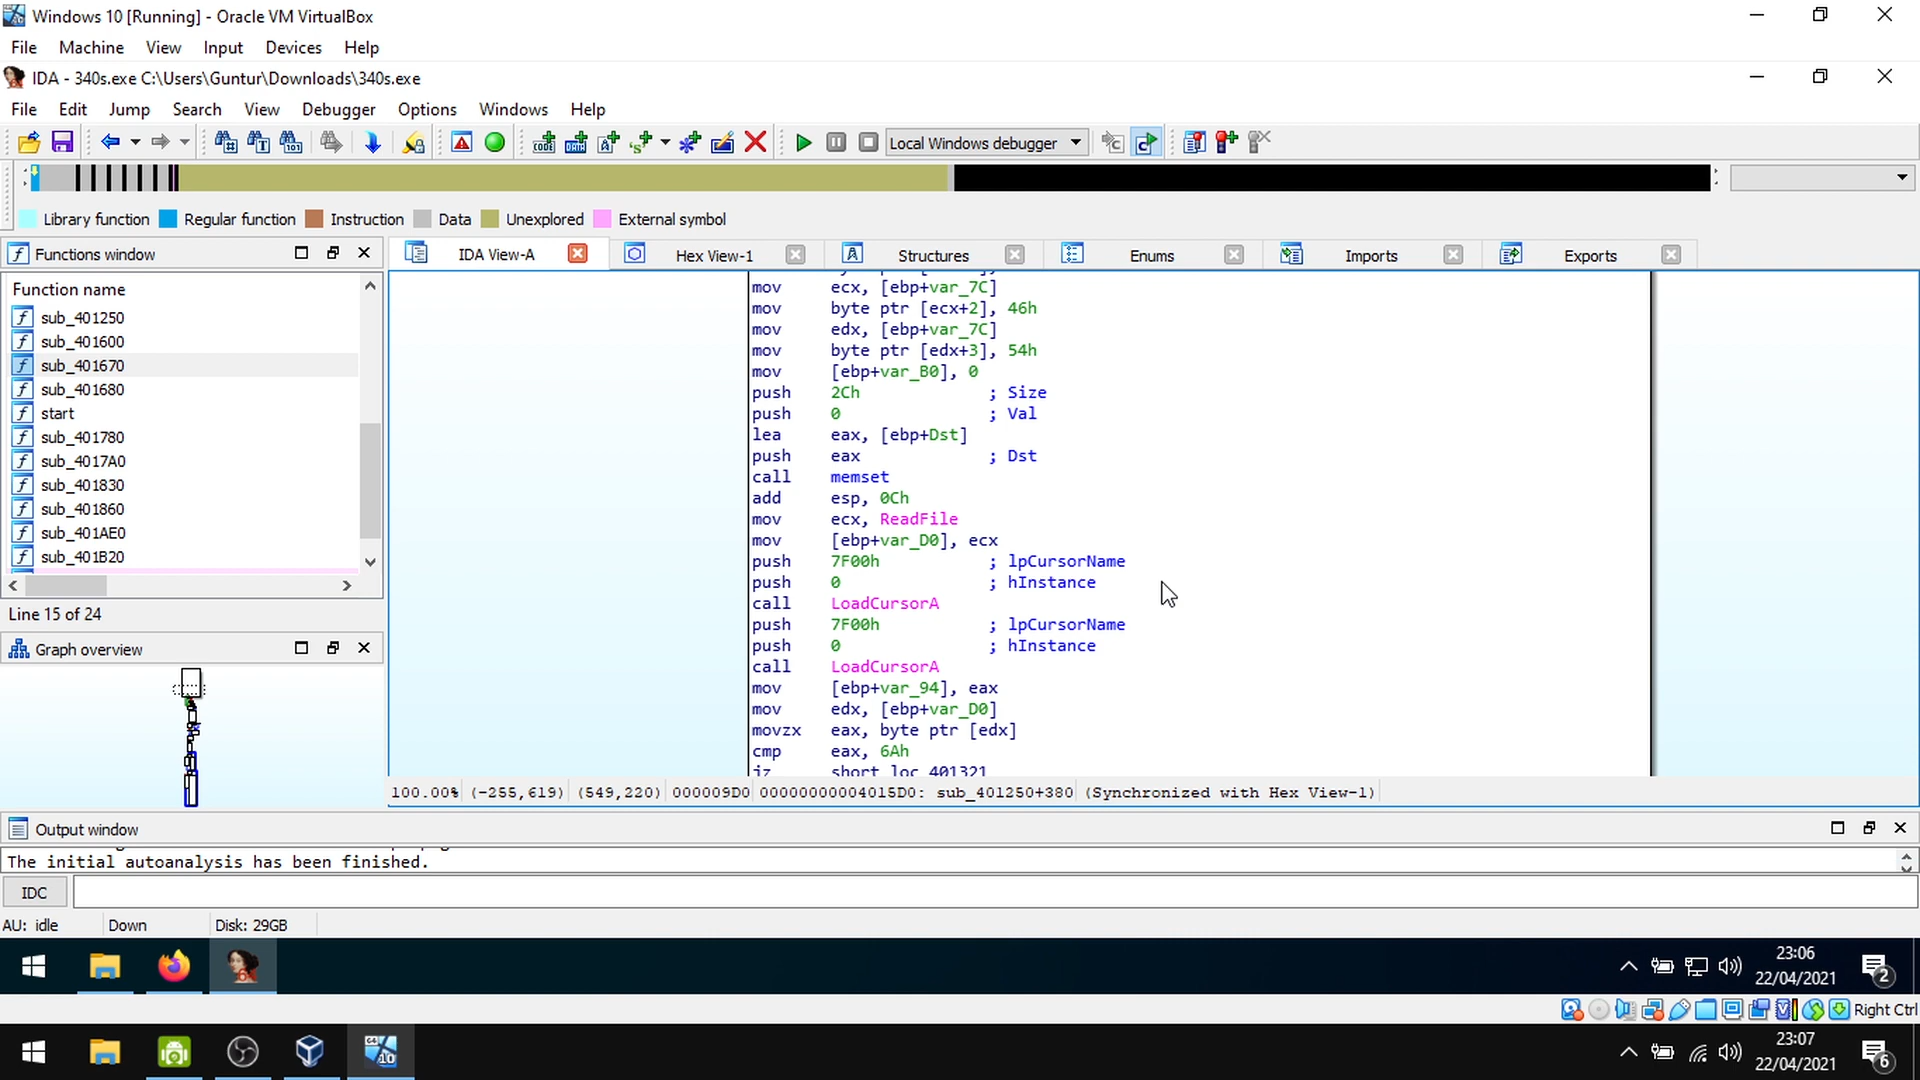 Windows 10 [Running] - Oracle VM VirtualBox
File Machine View Input Devices Help
IDA - 340s.exe C:\Users\Guntur\Downloads\340s.exe
File Edit Jump Search View Debugger Options Windows Help
Local Windows debugger
Library function Regular function Instruction Data Unexplored External symbol
Functions window
Function name
sub_401250
sub_401600
sub_401670
sub_401680
start
sub_401780
sub_4017A0
sub_401830
sub_401860
sub_401AE0
sub_401B20
Line 15 of 24
Graph overview
IDA View-A Hex View-1 Structures Enums Imports Exports
mov ecx, [ebp+var_7C]
mov byte ptr [ecx+2], 46h
mov edx, [ebp+var_7C]
mov byte ptr [edx+3], 54h
mov [ebp+var_B0], 0
push 2Ch ; Size
push 0 ; Val
lea eax, [ebp+Dst]
push eax ; Dst
call memset
add esp, 0Ch
mov ecx, ReadFile
mov [ebp+var_D0], ecx
push 7F00h ; lpCursorName
push 0 ; hInstance
call LoadCursorA
push 7F00h ; lpCursorName
push 0 ; hInstance
call LoadCursorA
mov [ebp+var_94], eax
mov edx, [ebp+var_D0]
movzx eax, byte ptr [edx]
cmp eax, 6Ah
jz short loc_401321
100.00% (-255,619) (549,220) 000009D0 00000000004015D0: sub_401250+380 (Synchronized with Hex View-1)
Output window
The initial autoanalysis has been finished.
IDC
AU: idle Down Disk: 29GB
23:06
22/04/2021
2
Right Ctrl
23:07
22/04/2021
6